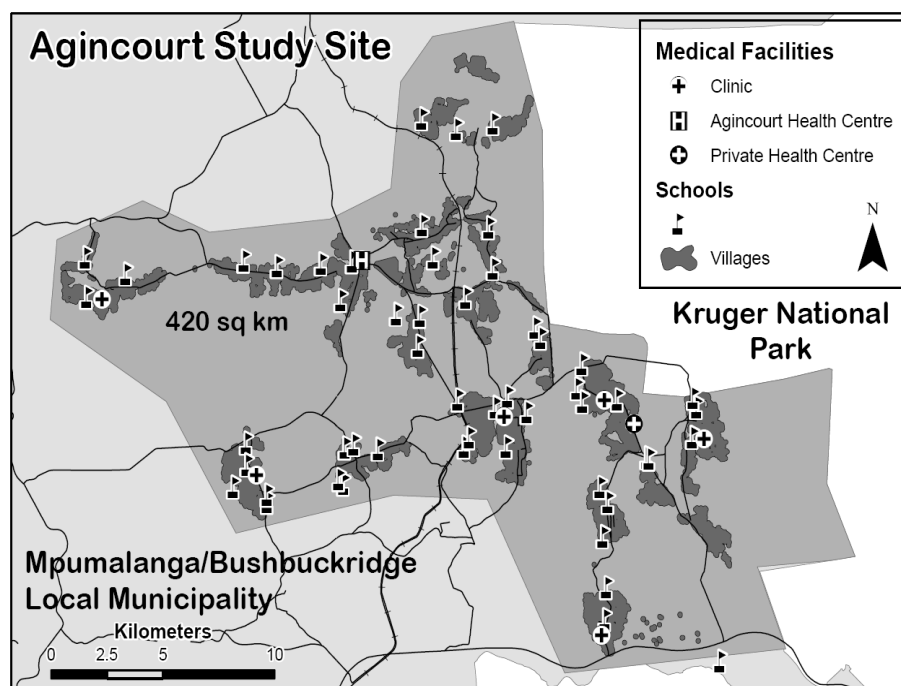 Agincourt Study Site
Medical Facilities
Clinic
H
Agincourt Health Centre
Private Health Centre
Schools
Villages
N
H
420 sq km
Kruger National
Park
Mpumalanga/Bushbuckridge
Local Municipality
Kilometers
0 2.5 5 10